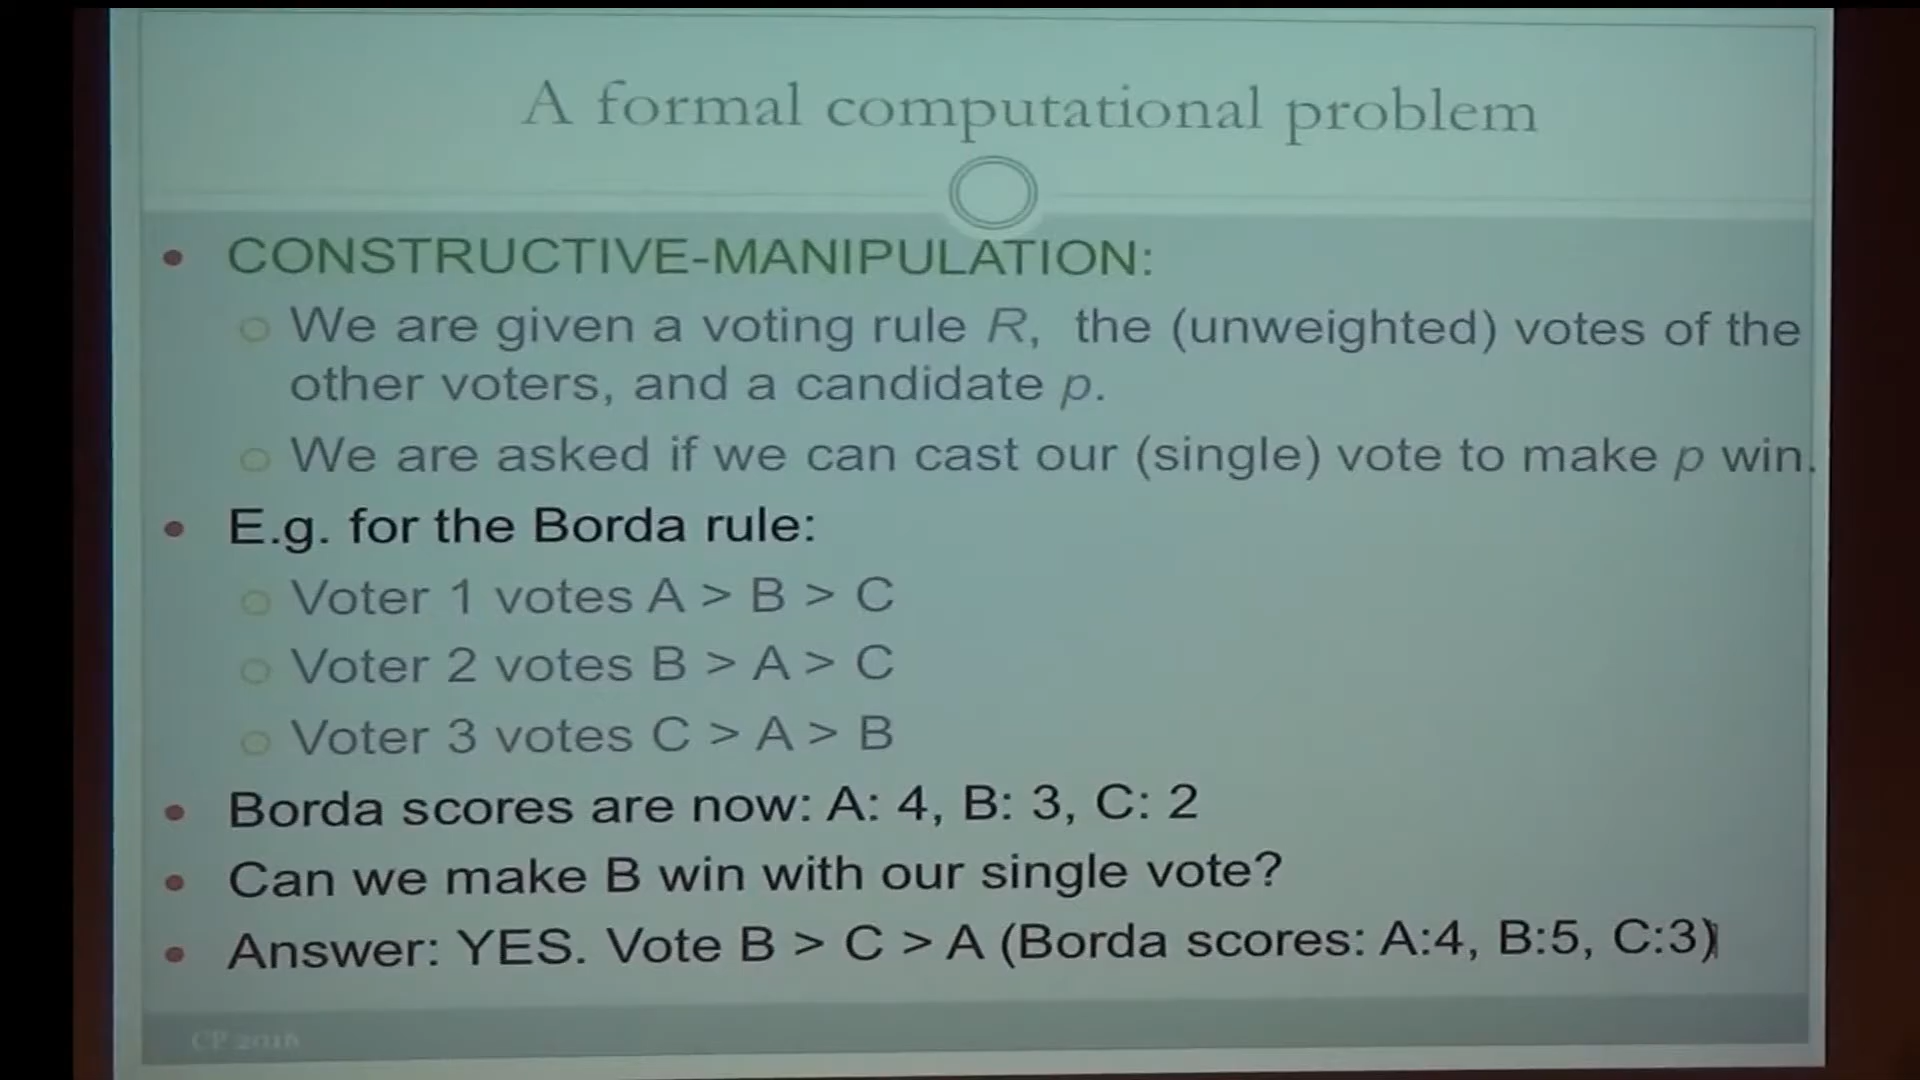 A formal computational problem
CONSTRUCTIVE-MANIPULATION:
We are given a voting rule R, the (unweighted) votes of the
other voters, and a candidate p.
We are asked if we can cast our (single) vote to make p win.
E.g. for the Borda rule:
Voter 1 votes A > B > C
Voter 2 votes B > A > C
Voter 3 votes C > A > B
Borda scores are now: A: 4, B: 3, C: 2
Can we make B win with our single vote?
Answer: YES. Vote B > C > A (Borda scores: A:4, B:5, C:3)
CP 2016